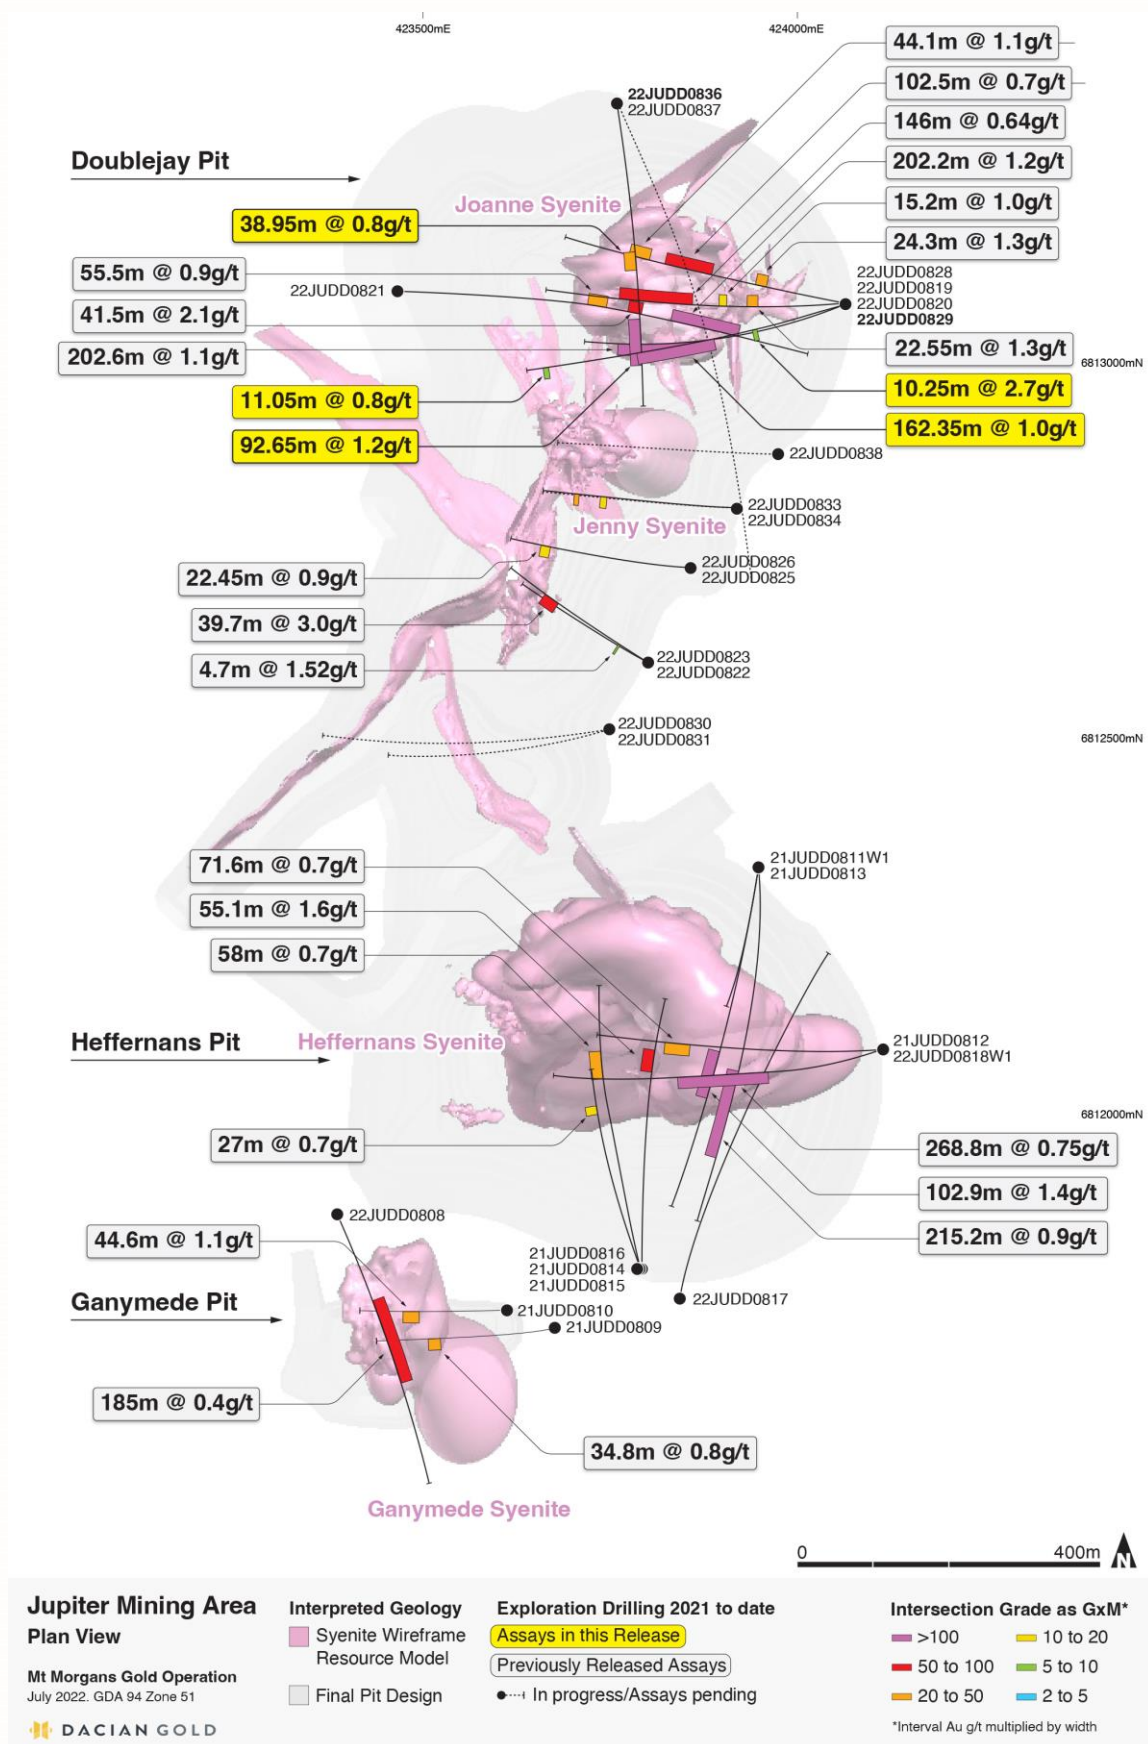 423500mE
424000mE
44.1m @ 1.1g/t
102.5m @ 0.7g/t
22JUDD0836
22JUDD0837
146m @ 0.64g/t
Doublejay Pit
202.2m @ 1.2g/t
Joanne Syenite
15.2m @ 1.0g/t
38.95m @ 0.8g/t
24.3m @ 1.3g/t
55.5m @ 0.9g/t
22JUDD0821
22JUDD0828
22JUDD0819
22JUDD0820
22JUDD0829
41.5m @ 2.1g/t
202.6m @ 1.1g/t
22.55m @ 1.3g/t
6813000mN
11.05m @ 0.8g/t
10.25m @ 2.7g/t
92.65m @ 1.2g/t
162.35m @ 1.0g/t
22JUDD0838
22JUDD0833
22JUDD0834
Jenny Syenite
22JUDD0826
22JUDD0825
22.45m @ 0.9g/t
39.7m @ 3.0g/t
4.7m @ 1.52g/t
22JUDD0823
22JUDD0822
22JUDD0830
22JUDD0831
6812500mN
71.6m @ 0.7g/t
21JUDD0811W1
21JUDD0813
55.1m @ 1.6g/t
58m @ 0.7g/t
Heffernans Pit
Heffernans Syenite
21JUDD0812
22JUDD0818W1
6812000mN
27m @ 0.7g/t
268.8m @ 0.75g/t
102.9m @ 1.4g/t
22JUDD0808
44.6m @ 1.1g/t
215.2m @ 0.9g/t
21JUDD0816
21JUDD0814
21JUDD0815
22JUDD0817
Ganymede Pit
21JUDD0810
21JUDD0809
185m @ 0.4g/t
34.8m @ 0.8g/t
Ganymede Syenite
0 400m
N
Jupiter Mining Area
Plan View
Mt Morgans Gold Operation
July 2022. GDA 94 Zone 51
DACIAN GOLD
Interpreted Geology
Syenite Wireframe
Resource Model
Final Pit Design
Exploration Drilling 2021 to date
Assays in this Release
Previously Released Assays
In progress/Assays pending
Intersection Grade as GxM*
>100
50 to 100
20 to 50
10 to 20
5 to 10
2 to 5
*Interval Au g/t multiplied by width